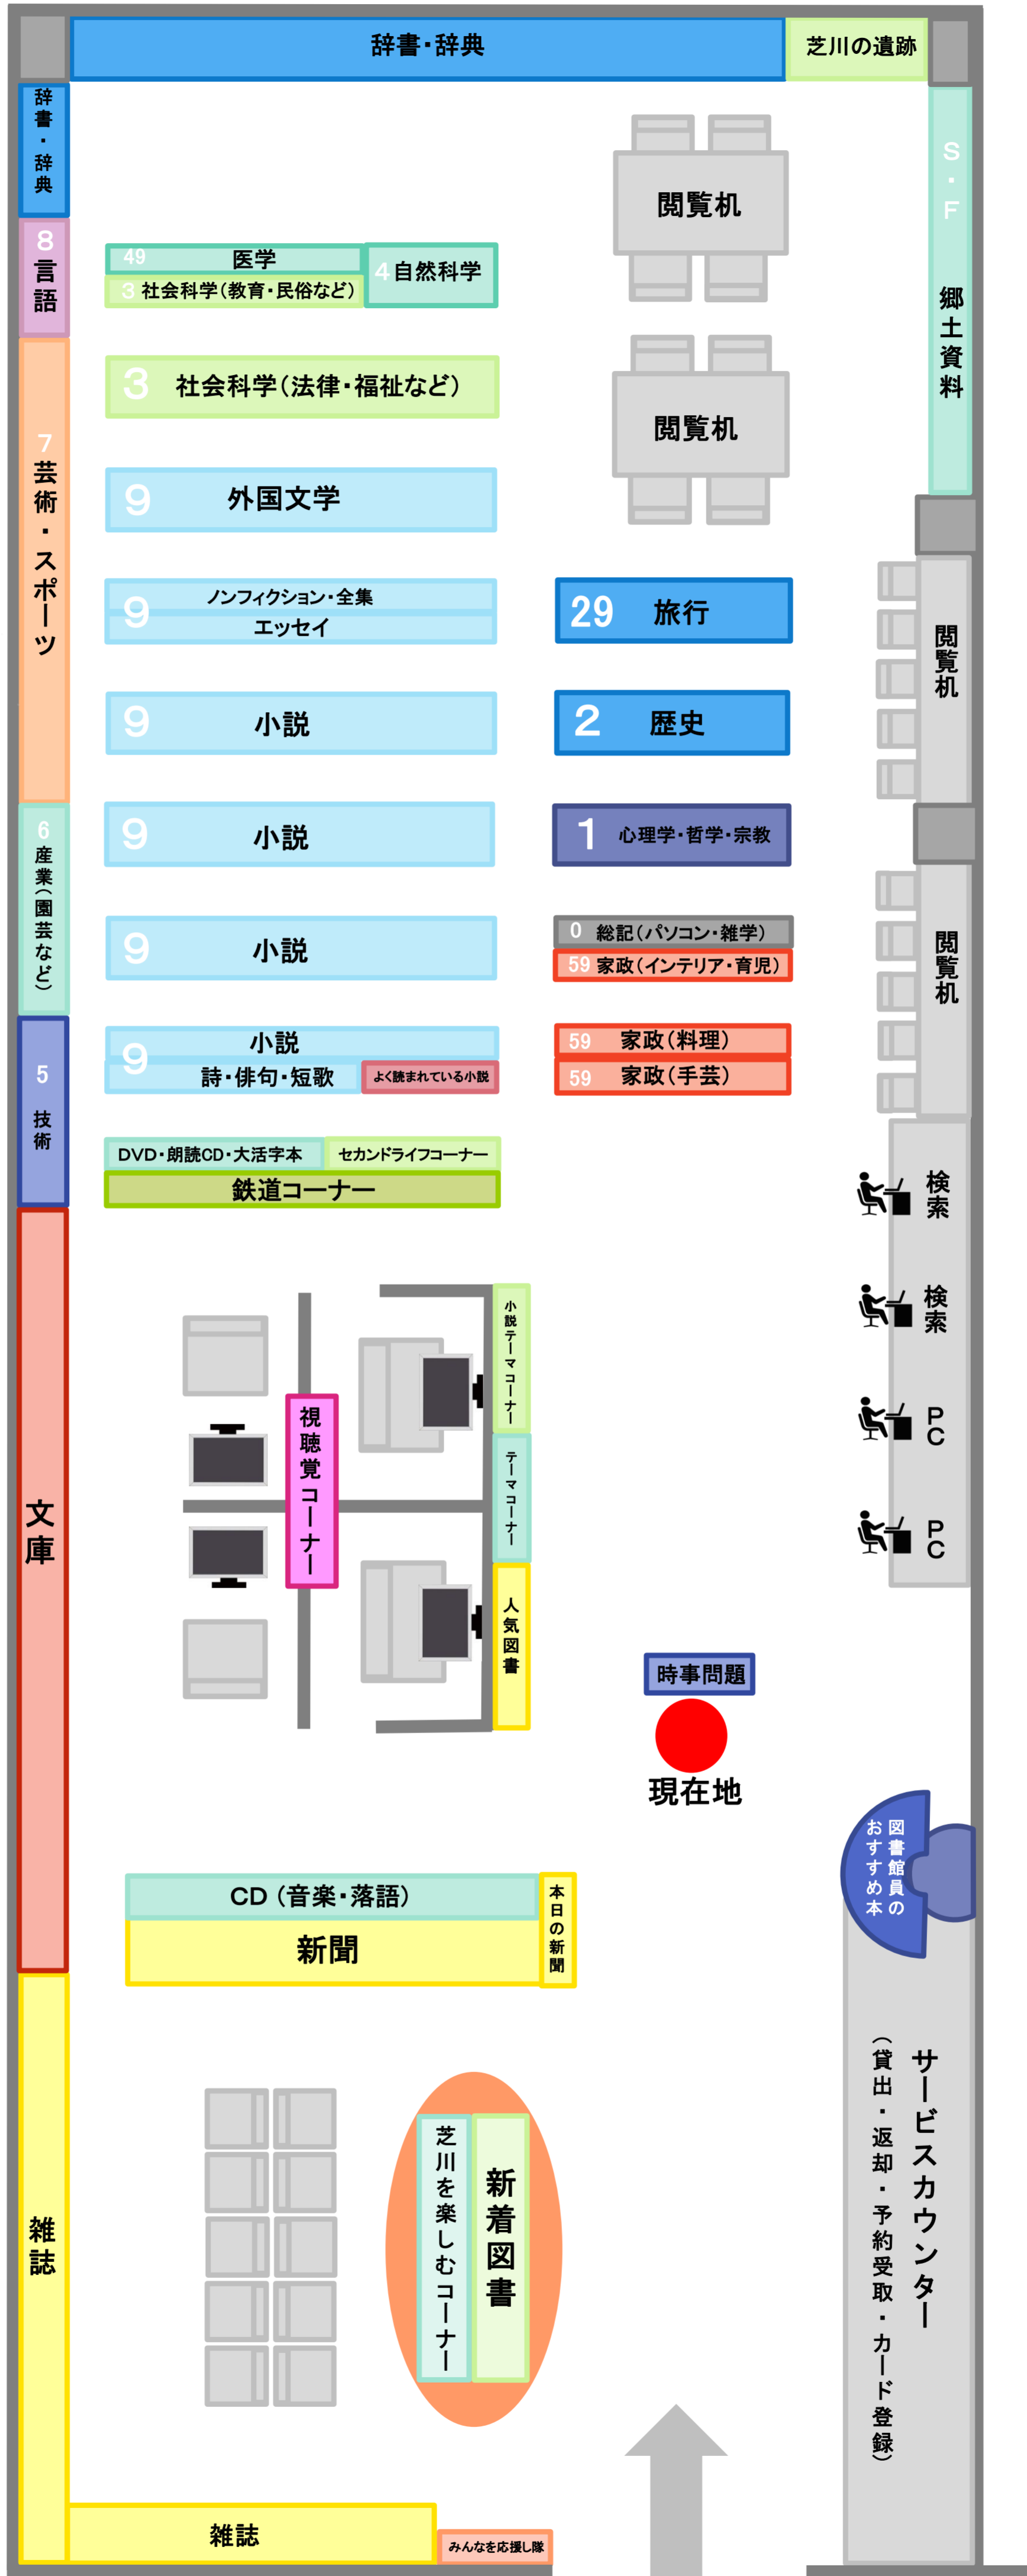 辞書・辞典
芝川の遺跡
辞書・辞典
S・F 郷土資料
8 言語
閲覧机
49 医学
4 自然科学
3 社会科学(教育・民俗など)
3 社会科学(法律・福祉など)
閲覧机
7 芸術・スポーツ
9 外国文学
9 ノンフィクション・全集
エッセイ
29 旅行
閲覧机
9 小説
2 歴史
6 産業(園芸など)
9 小説
1 心理学・哲学・宗教
9 小説
0 総記(パソコン・雑学)
59 家政(インテリア・育児)
閲覧机
5 技術
9 小説
詩・俳句・短歌
よく読まれている小説
59 家政(料理)
59 家政(手芸)
DVD・朗読CD・大活字本
セカンドライフコーナー
鉄道コーナー
検索
検索
PC
PC
文庫
視聴覚コーナー
小説テーマコーナー
テーマコーナー
人気図書
時事問題
現在地
図書館員の
おすすめ本
CD(音楽・落語)
新聞
本日の新聞
サービスカウンター
(貸出・返却・予約受取・カード登録)
雑誌
新着図書
芝川を楽しむコーナー
雑誌
みんなを応援し隊